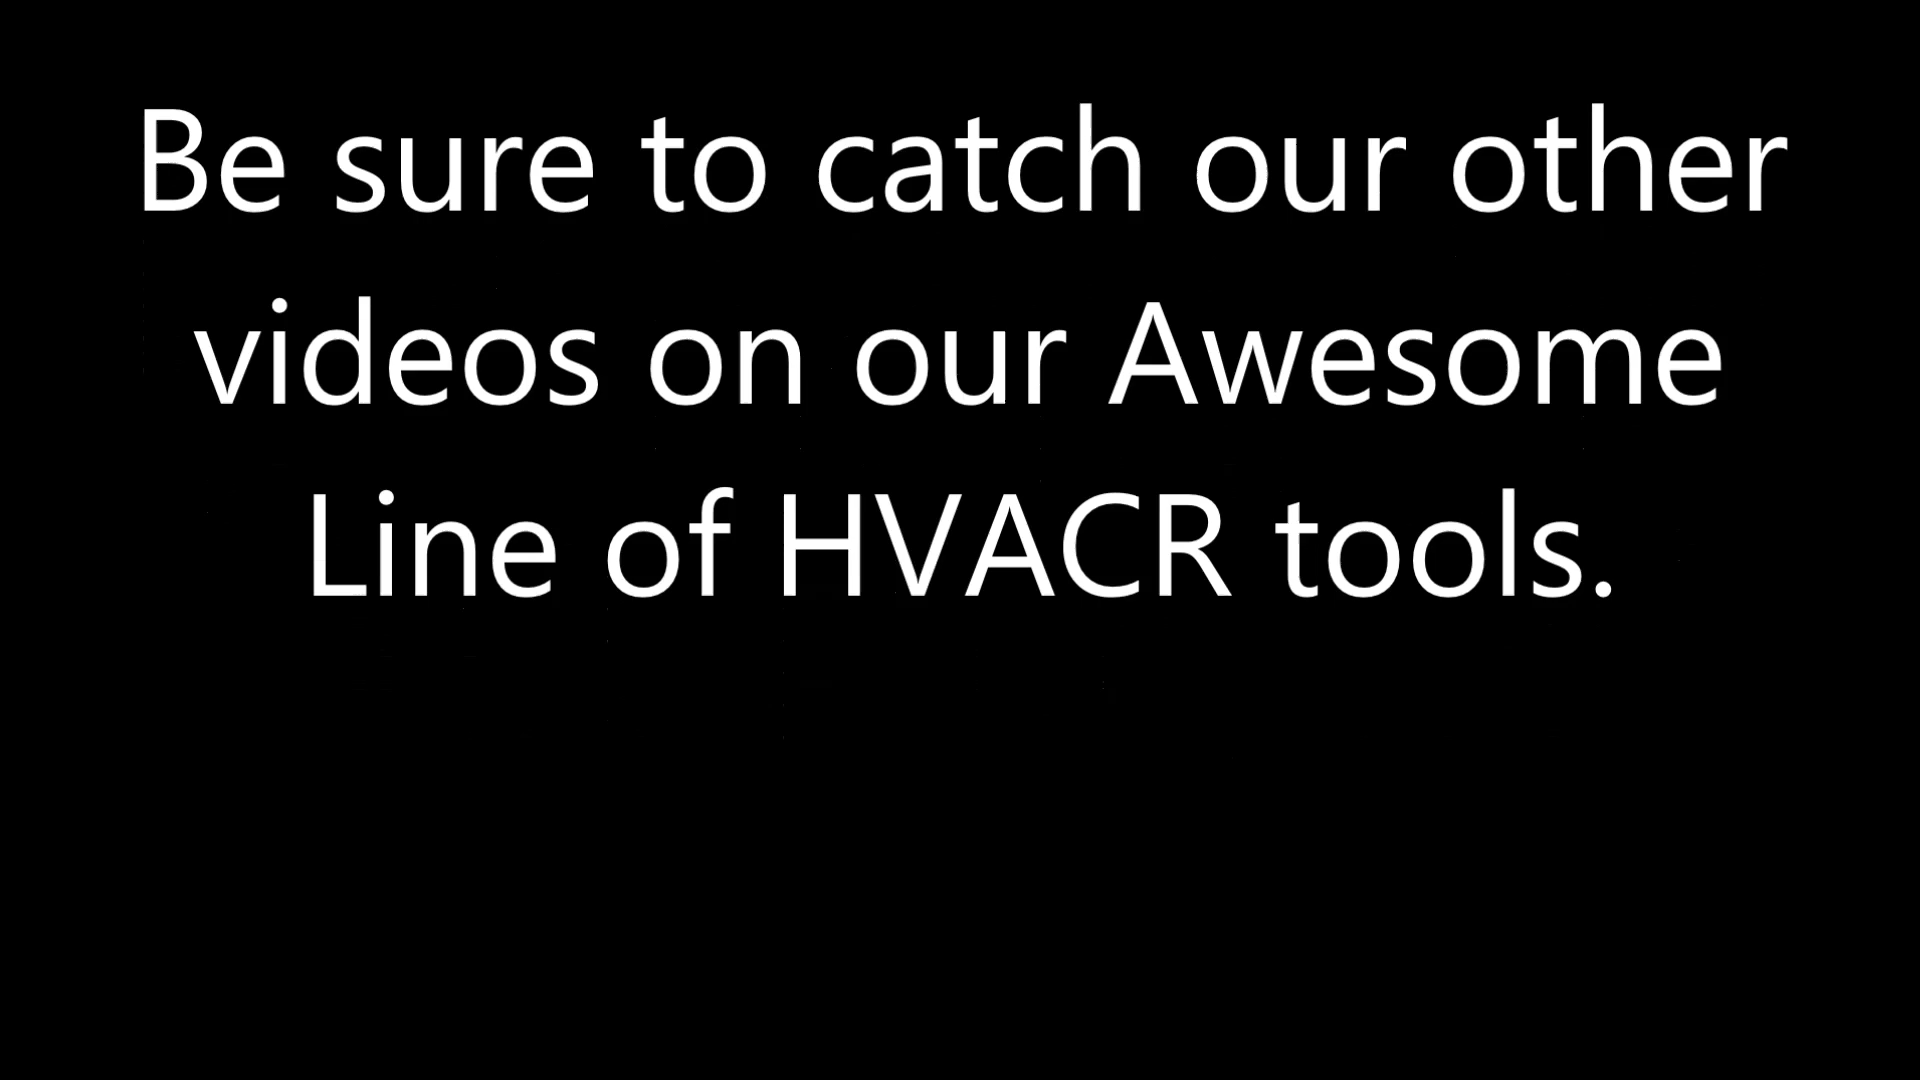 Be sure to catch our other
videos on our Awesome
Line of HVACR tools.